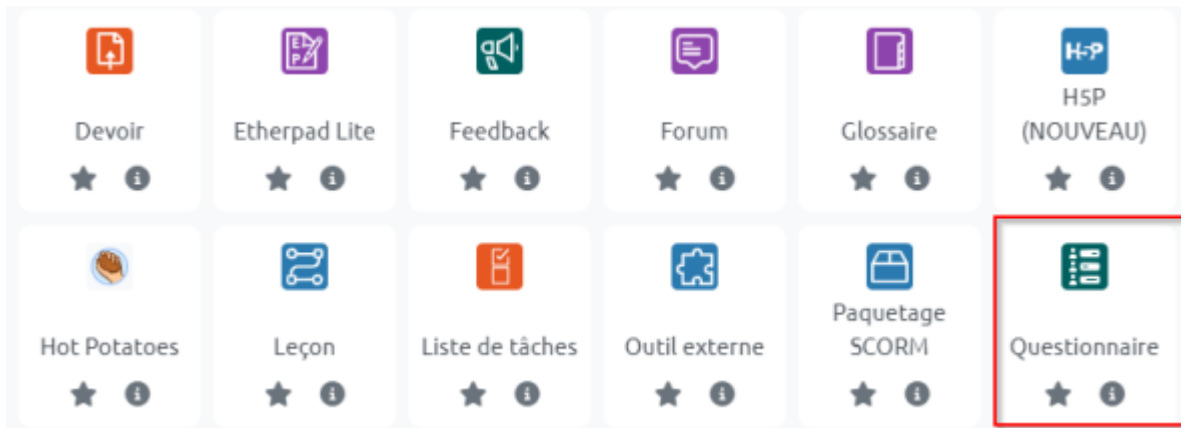 H5P
Devoir
Etherpad Lite
Feedback
Forum
Glossaire
H5P
(NOUVEAU)
Hot Potatoes
Leçon
Liste de tâches
Outil externe
Paquetage
SCORM
Questionnaire